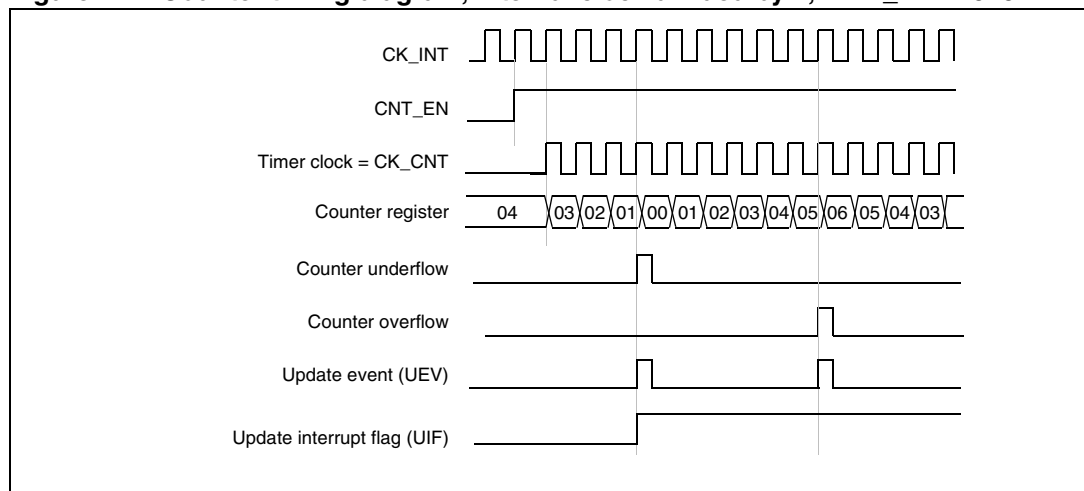 CK_INT
CNT_EN
Timer clock = CK_CNT
Counter register 04 03 02 01 00 01 02 03 04 05 06 05 04 03
Counter underflow
Counter overflow
Update event (UEV)
Update interrupt flag (UIF)